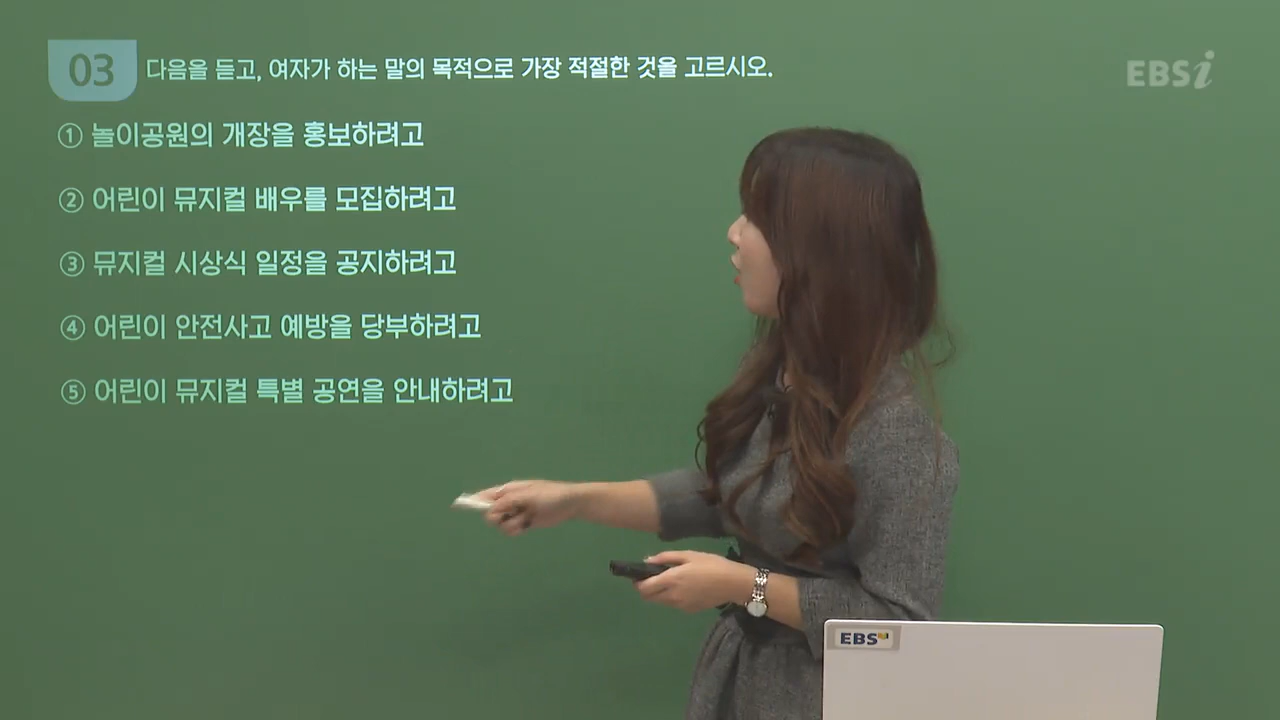 03 다음을 듣고, 여자가 하는 말의 목적으로 가장 적절한 것을 고르시오.
EBSi
① 놀이공원의 개장을 홍보하려고
② 어린이 뮤지컬 배우를 모집하려고
③ 뮤지컬 시상식 일정을 공지하려고
④ 어린이 안전사고 예방을 당부하려고
⑤ 어린이 뮤지컬 특별 공연을 안내하려고
EBS